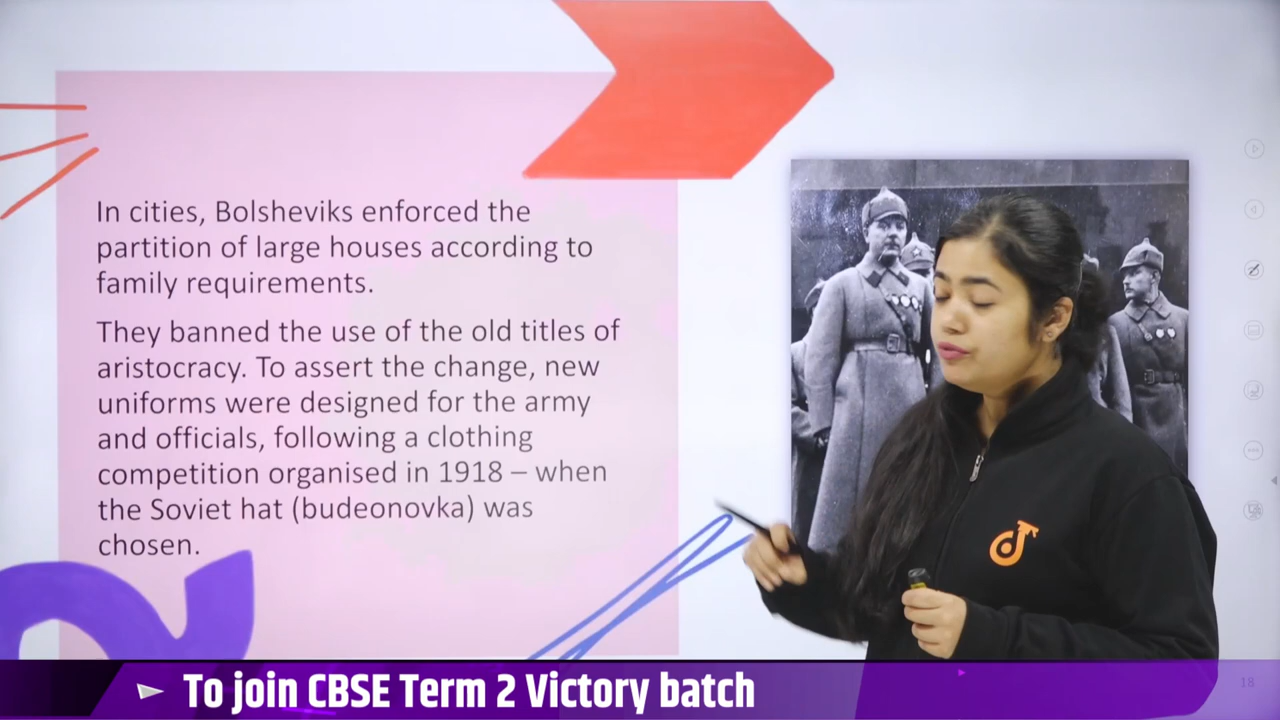 In cities, Bolsheviks enforced the
partition of large houses according to
family requirements.
They banned the use of the old titles of
aristocracy. To assert the change, new
uniforms were designed for the army
and officials, following a clothing
competition organised in 1918 – when
the Soviet hat (budeonovka) was
chosen.
To join CBSE Term 2 Victory batch
18